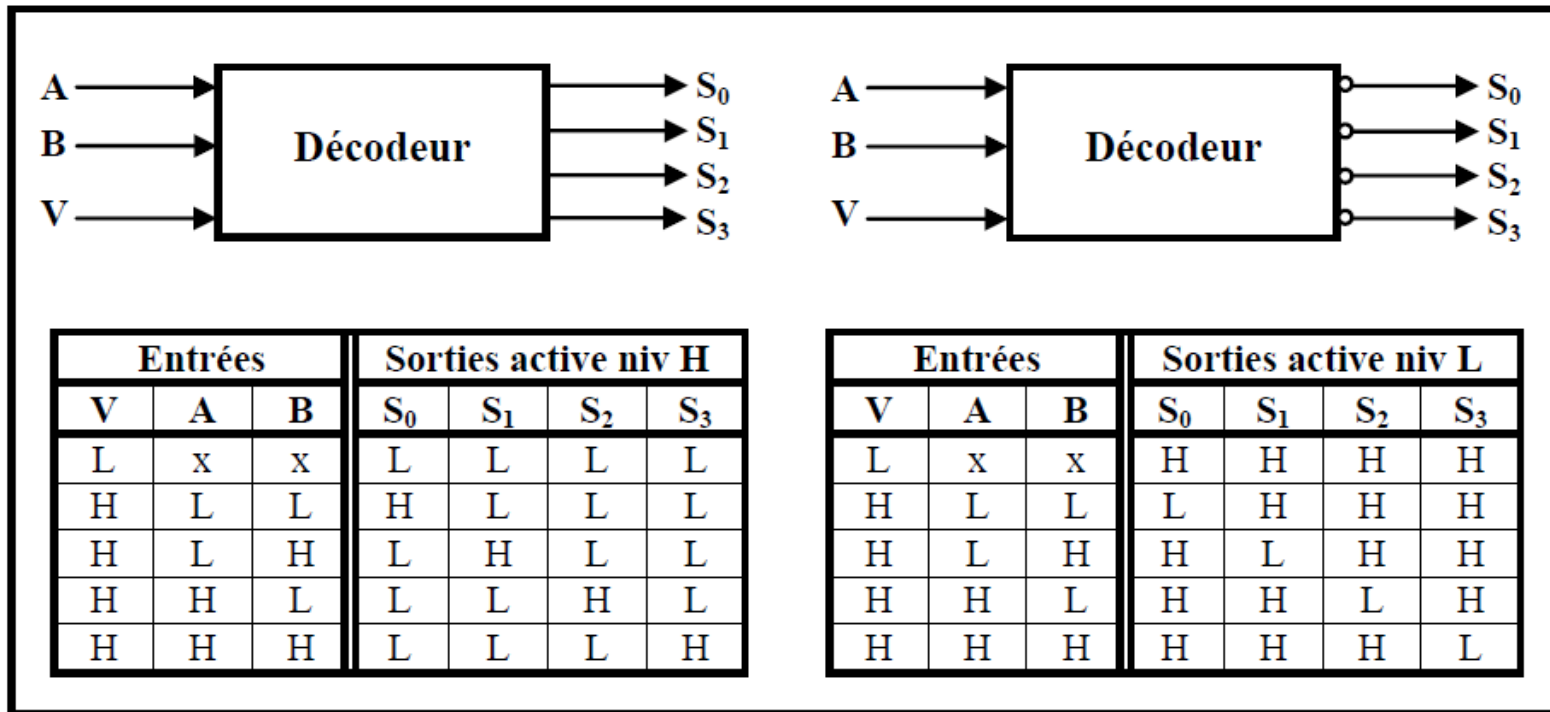 A Décodeur S₀
B S₁
V S₂
S₃
A Décodeur S₀
B S₁
V S₂
S₃
Entrées Sorties active niv H
V A B S₀ S₁ S₂ S₃
L x x L L L L
H L L H L L L
H L H L H L L
H H L L L H L
H H H L L L H
Entrées Sorties active niv L
V A B S₀ S₁ S₂ S₃
L x x H H H H
H L L L H H H
H L H H L H H
H H L H H L H
H H H H H H L